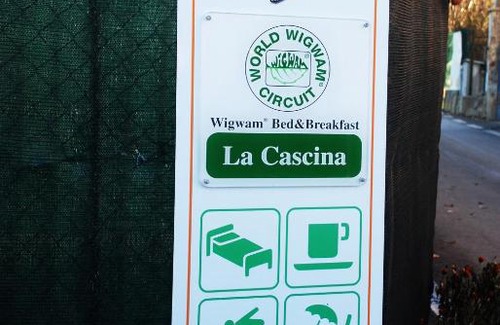 WORLD WIGWAM
WIGWAM
CIRCUIT
Wigwam® Bed&Breakfast
La Cascina